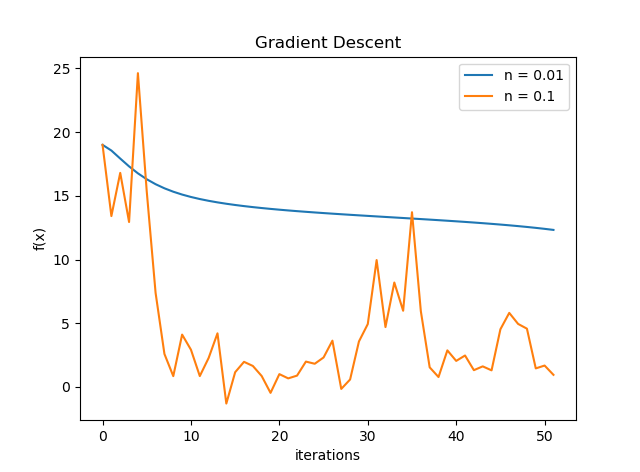 Gradient Descent
n = 0.01
n = 0.1
25
20
15
10
5
0
f(x)
0 10 20 30 40 50
iterations